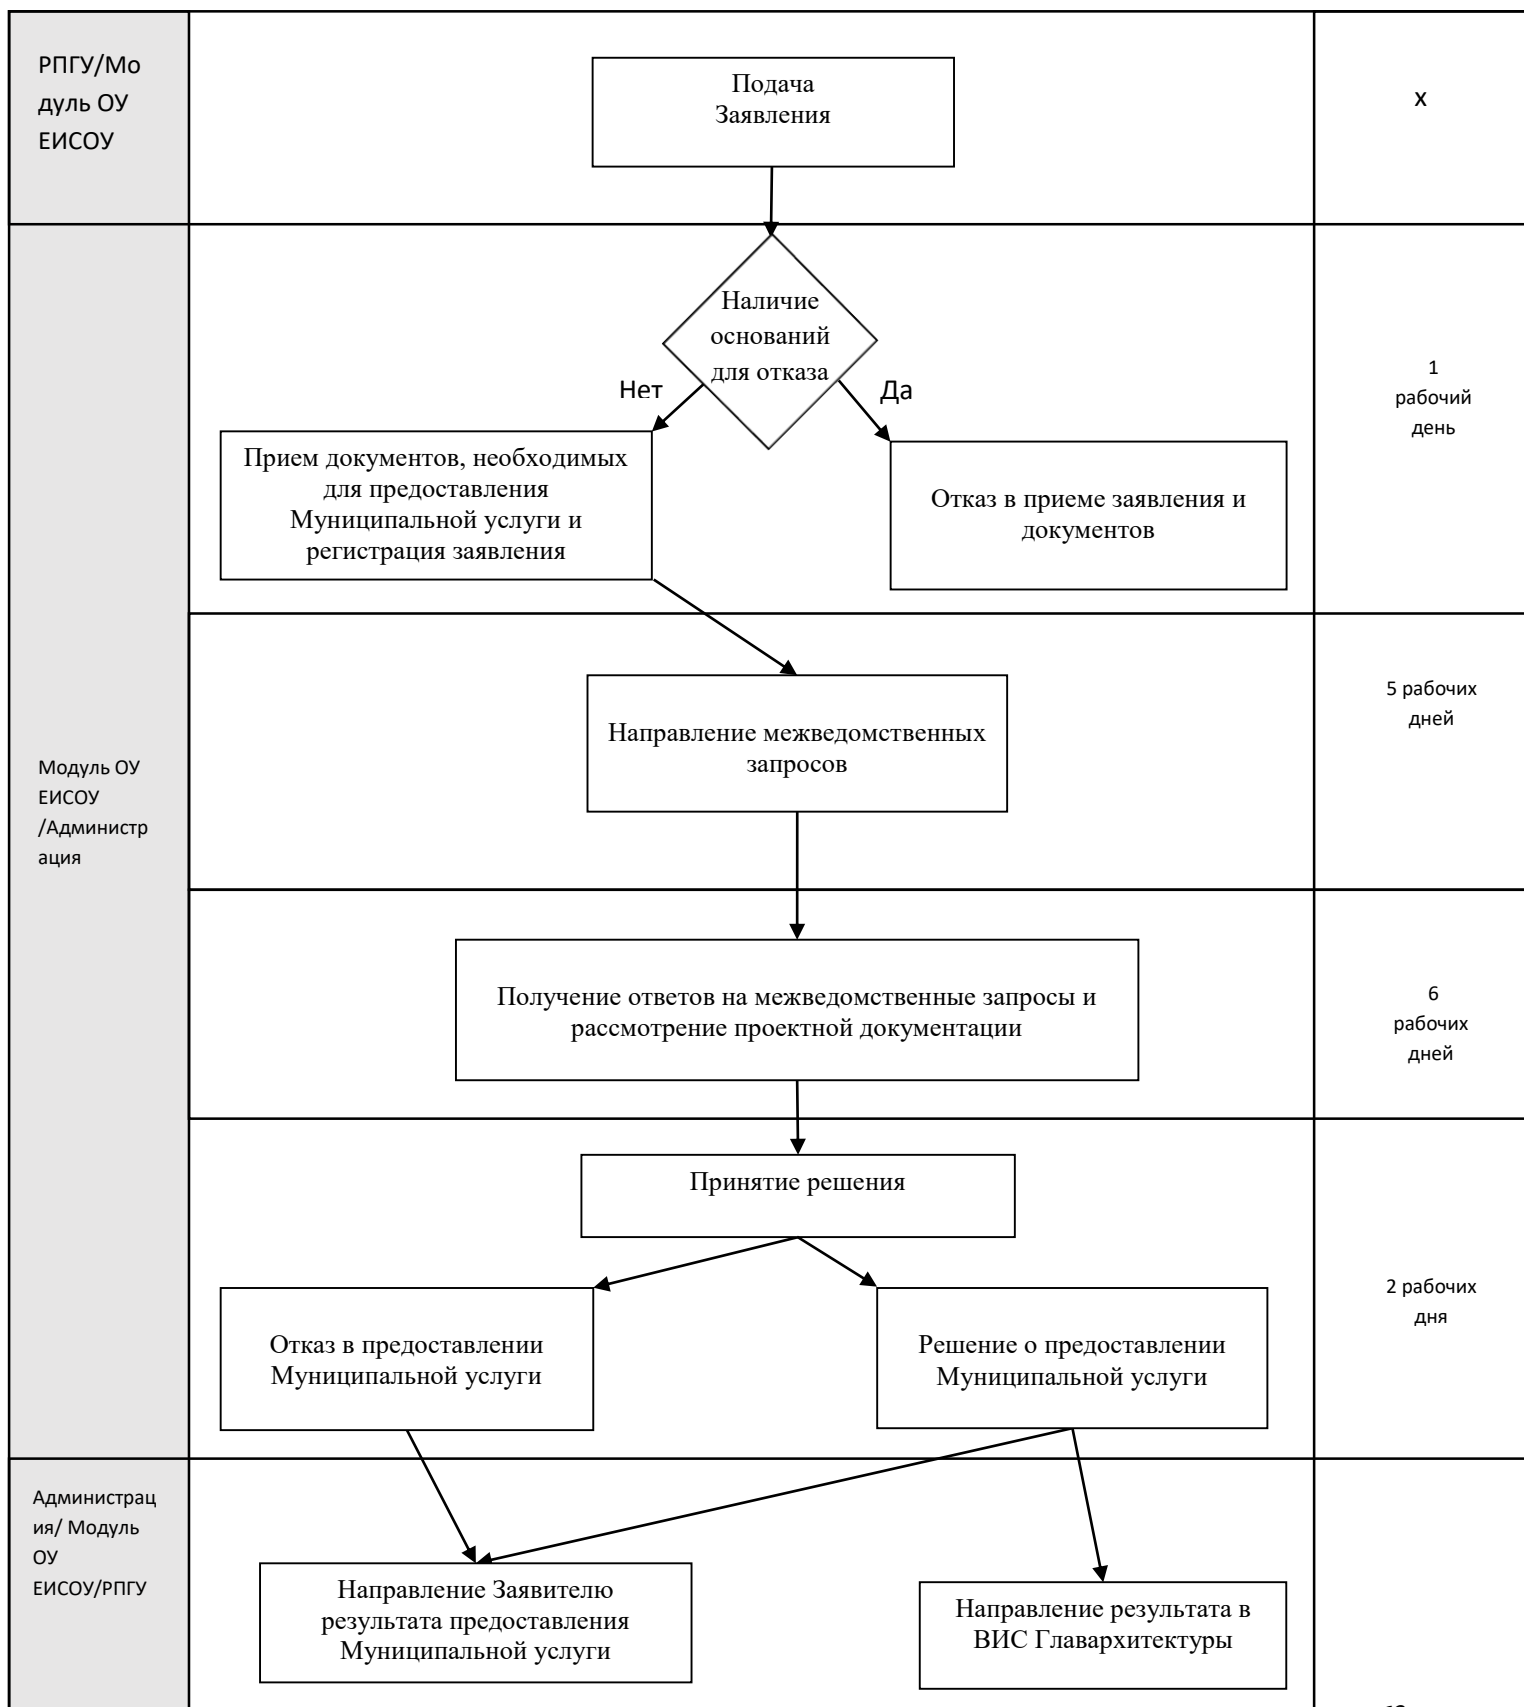 РПГУ/Мо
дуль ОУ
ЕИСОУ
Подача
Заявления
х
Наличие
оснований
для отказа
Нет
Да
1
рабочий
день
Прием документов, необходимых
для предоставления
Муниципальной услуги и
регистрация заявления
Отказ в приеме заявления и
документов
Модуль ОУ
ЕИСОУ
/Администр
ация
Направление межведомственных
запросов
5 рабочих
дней
Получение ответов на межведомственные запросы и
рассмотрение проектной документации
6
рабочих
дней
Принятие решения
Отказ в предоставлении
Муниципальной услуги
Решение о предоставлении
Муниципальной услуги
2 рабочих
дня
Администрац
ия/ Модуль
ОУ
ЕИСОУ/РПГУ
Направление Заявителю
результата предоставления
Муниципальной услуги
Направление результата в
ВИС Главархитектуры